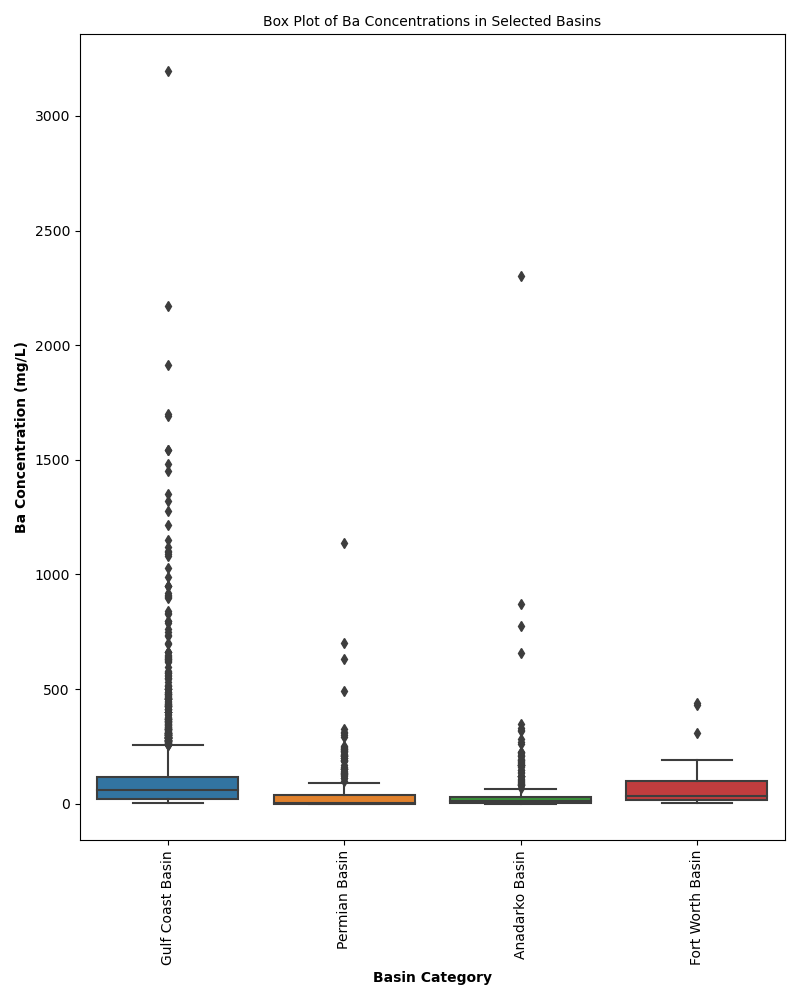 Box Plot of Ba Concentrations in Selected Basins
Ba Concentration (mg/L)
3000
2500
2000
1500
1000
500
0
Gulf Coast Basin
Permian Basin
Anadarko Basin
Fort Worth Basin
Basin Category